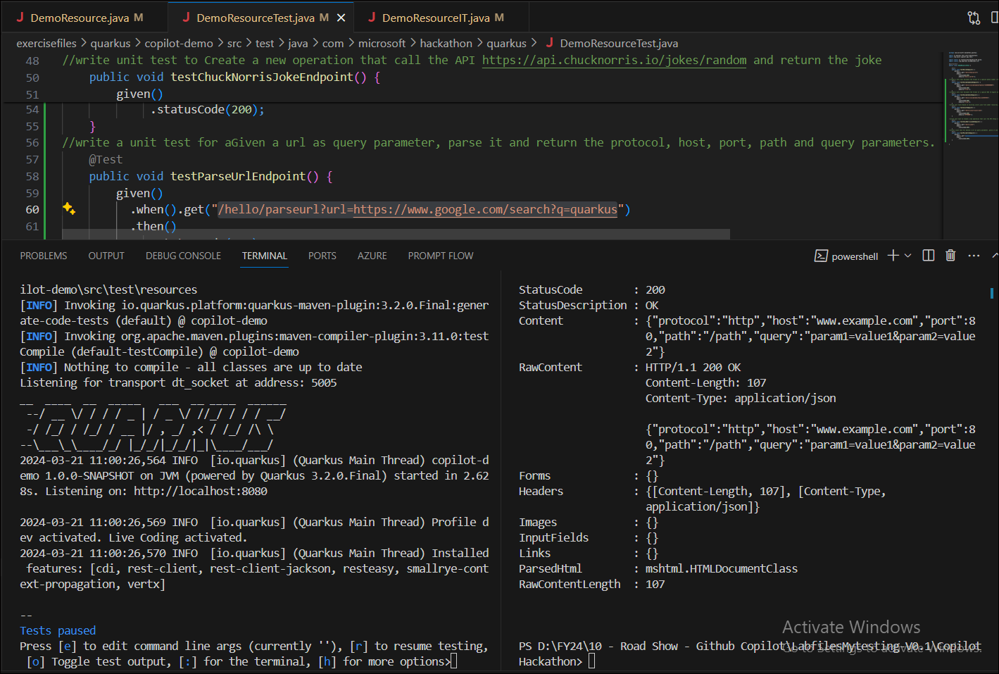 DemoResource.java M
DemoResourceTest.java M
DemoResourceIT.java M
exercisefiles > quarkus > copilot-demo > src > test > java > com > microsoft > hackathon > quarkus > DemoResourceTest.java
48 //write unit test to Create a new operation that call the API https://api.chucknorris.io/jokes/random and return the joke
50 public void testChuckNorrisJokeEndpoint() {
51 given()
54 .statusCode(200);
55 }
56 //write a unit test for aGiven a url as query parameter, parse it and return the protocol, host, port, path and query parameters.
57 @Test
58 public void testParseUrlEndpoint() {
59 given()
60 .when().get("/hello/parseurl?url=https://www.google.com/search?q=quarkus")
61 .then()
PROBLEMS OUTPUT DEBUG CONSOLE TERMINAL PORTS AZURE PROMPT FLOW
powershell
ilot-demo\src\test\resources
[INFO] Invoking io.quarkus.platform:quarkus-maven-plugin:3.2.0.Final:gener
ate-code-tests (default) @ copilot-demo
[INFO] Invoking org.apache.maven.plugins:maven-compiler-plugin:3.11.0:test
Compile (default-testCompile) @ copilot-demo
[INFO] Nothing to compile - all classes are up to date
Listening for transport dt_socket at address: 5005
__  ____  __  _____   ___  __ ____  ______
 --/ __ \/ / / / _ | / _ \/ //_/ / / / __/
 -/ /_/ / /_/ / __ |/ , _/ ,< / /_/ /\ \
--\___\_\____/_/ |_/_/|_/_/|_|\____/___/
2024-03-21 11:00:26,564 INFO  [io.quarkus] (Quarkus Main Thread) copilot-d
emo 1.0.0-SNAPSHOT on JVM (powered by Quarkus 3.2.0.Final) started in 2.62
8s. Listening on: http://localhost:8080
2024-03-21 11:00:26,569 INFO  [io.quarkus] (Quarkus Main Thread) Profile d
ev activated. Live Coding activated.
2024-03-21 11:00:26,570 INFO  [io.quarkus] (Quarkus Main Thread) Installed
 features: [cdi, rest-client, rest-client-jackson, resteasy, smallrye-cont
ext-propagation, vertx]
--
Tests paused
Press [e] to edit command line args (currently ''), [r] to resume testing,
 [o] Toggle test output, [:] for the terminal, [h] for more options>
StatusCode : 200
StatusDescription : OK
Content : {"protocol":"http","host":"www.example.com","port":8
0,"path":"/path","query":"param1=value1&param2=value
2"}
RawContent : HTTP/1.1 200 OK
Content-Length: 107
Content-Type: application/json
{"protocol":"http","host":"www.example.com","port":8
0,"path":"/path","query":"param1=value1&param2=value
2"}
Forms : {}
Headers : {[Content-Length, 107], [Content-Type,
application/json]}
Images : {}
InputFields : {}
Links : {}
ParsedHtml : mshtml.HTMLDocumentClass
RawContentLength : 107
Activate Windows
Go to Settings to activate Windows.
PS D:\FY24\10 - Road Show - Github Copilot\LabfilesMytesting-V0.1\Copilot
Hackathon>